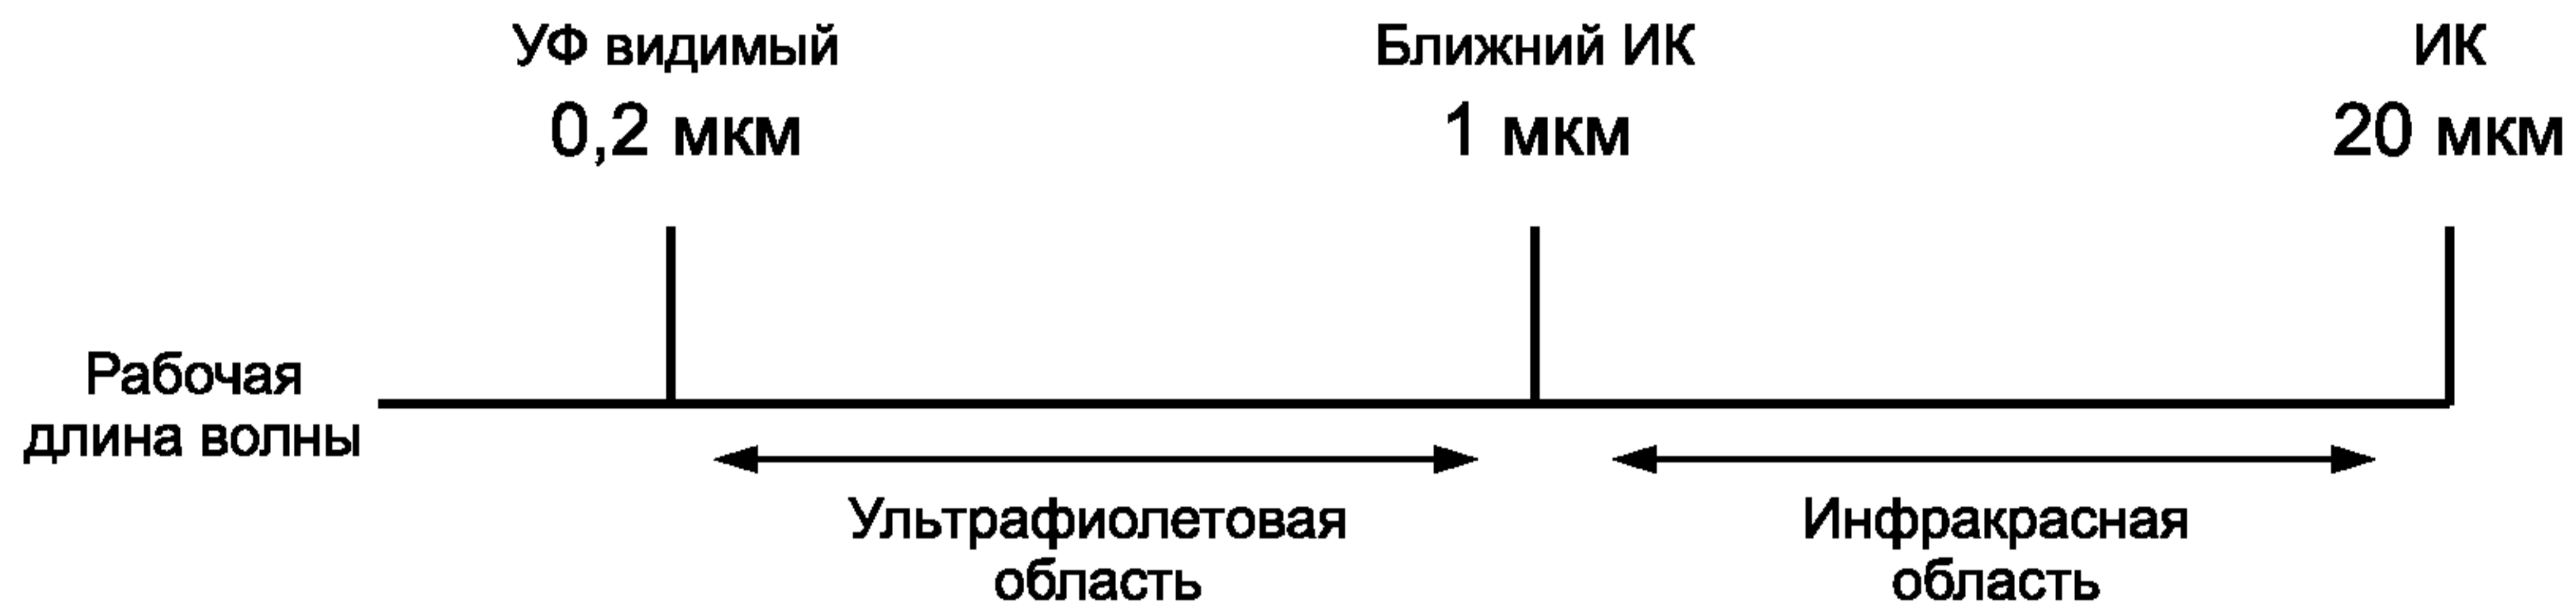 УФ видимый
0,2 мкм
Ближний ИК
1 мкм
ИК
20 мкм
Рабочая
длина волны
Ультрафиолетовая
область
Инфракрасная
область